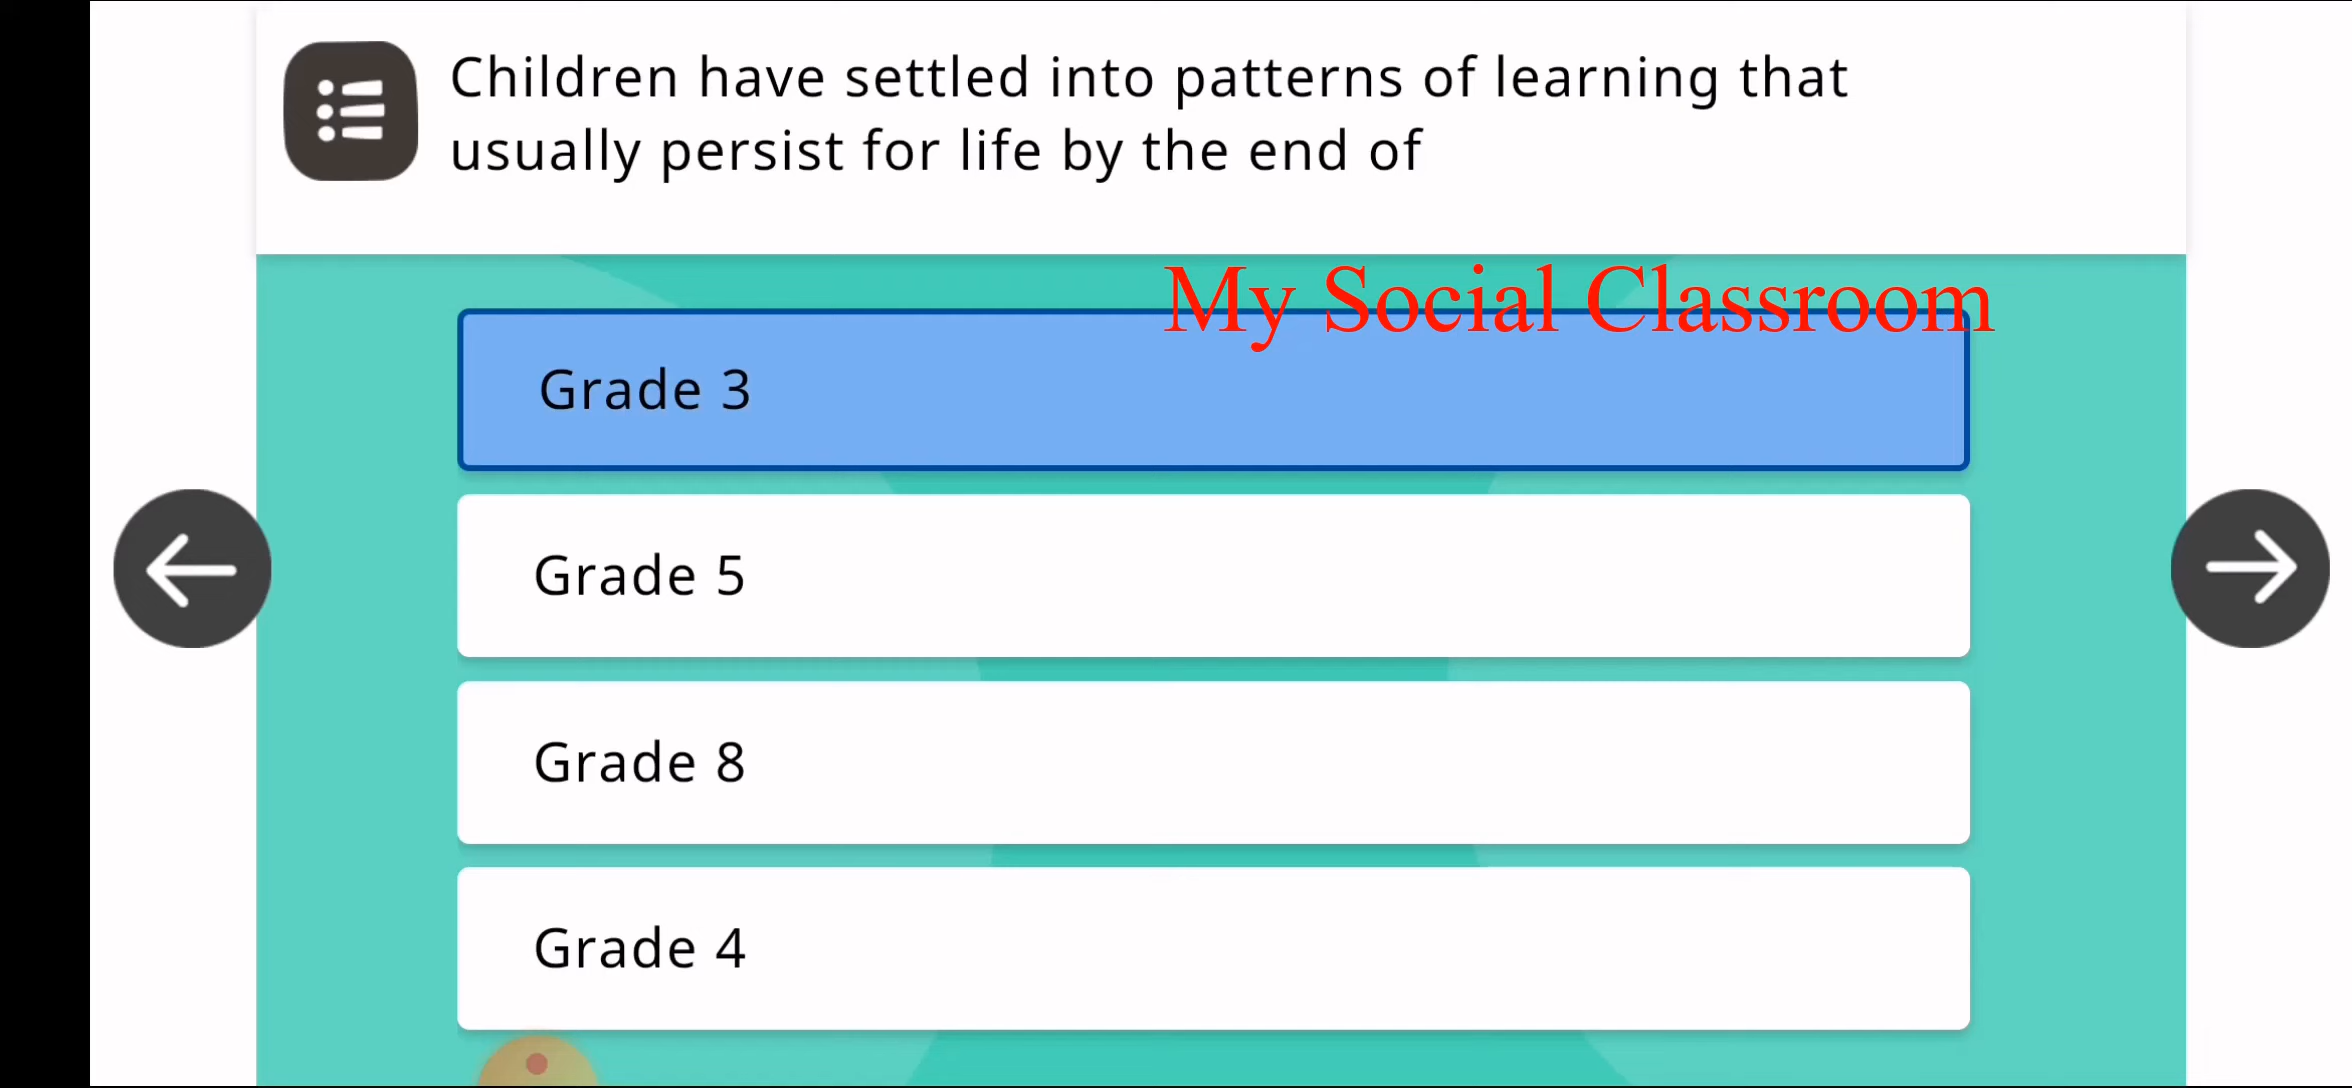 Children have settled into patterns of learning that
usually persist for life by the end of
My Social Classroom
Grade 3
Grade 5
Grade 8
Grade 4